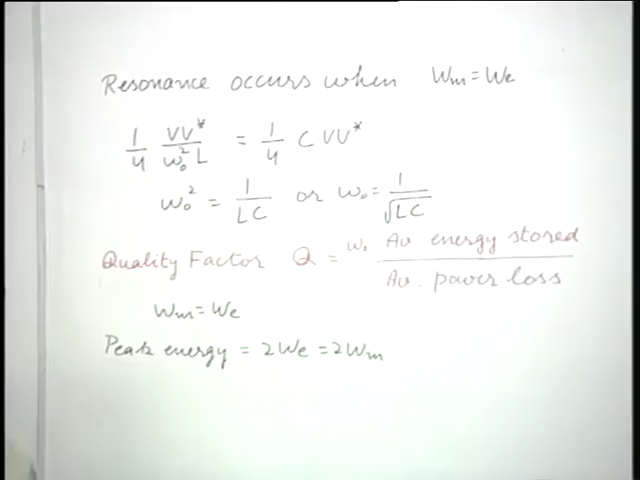 Resonance occurs when Wm = We
1/4 VV*/ω₀²L = 1/4 C VV*
ω₀² = 1/LC or ω₀ = 1/√LC
Quality Factor Q = ω₀ Av energy stored / Av. power loss
Wm = We
Peak energy = 2We = 2Wm